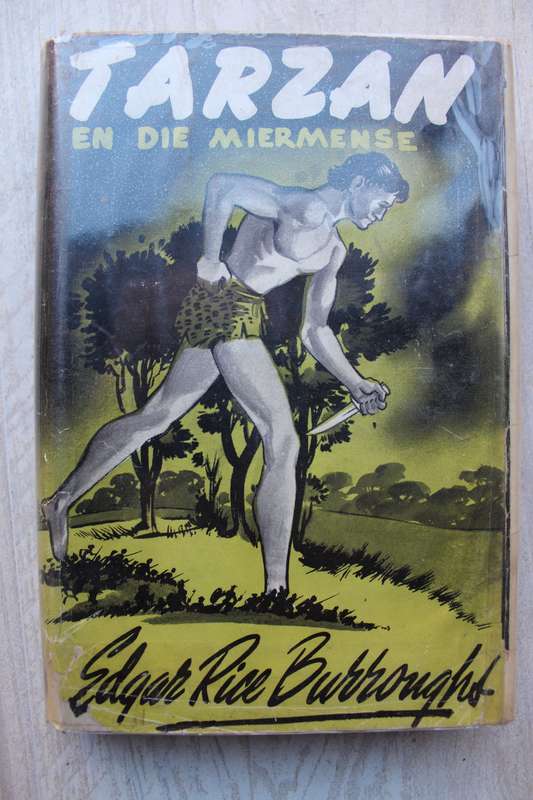 TARZAN
EN DIE MIERMENSE
Edgar Rice Burroughs